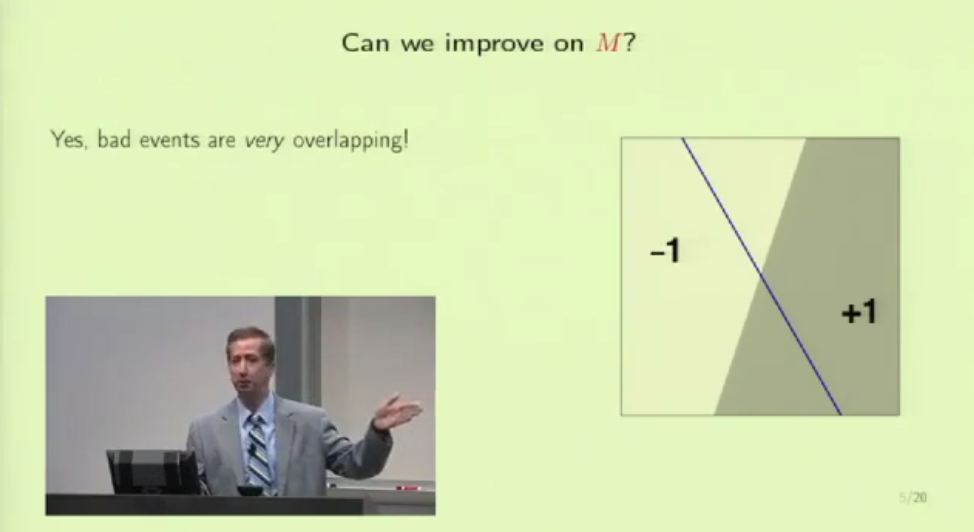 Can we improve on M?
Yes, bad events are very overlapping!
–1
+1
5/20